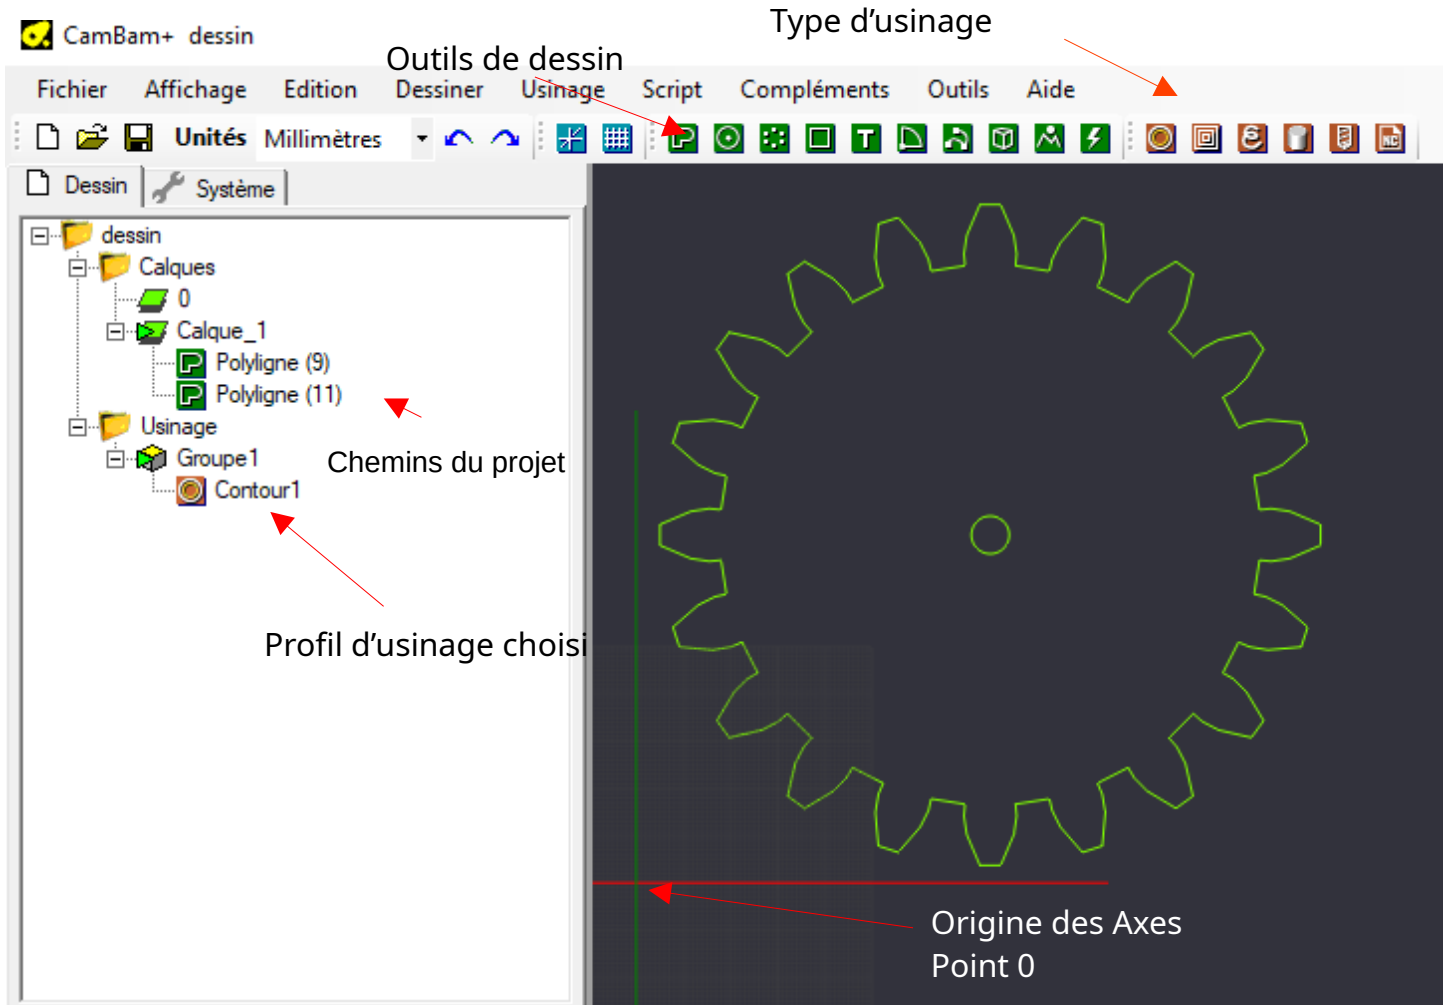 Type d’usinage
CamBam+ dessin
Outils de dessin
Fichier Affichage Edition Dessiner Usinage Script Compléments Outils Aide
Unités Millimètres
Dessin Système
dessin
Calques
0
Calque_1
Polyligne (9)
Polyligne (11)
Usinage
Groupe1
Chemins du projet
Contour1
Profil d’usinage choisi
Origine des Axes
Point 0